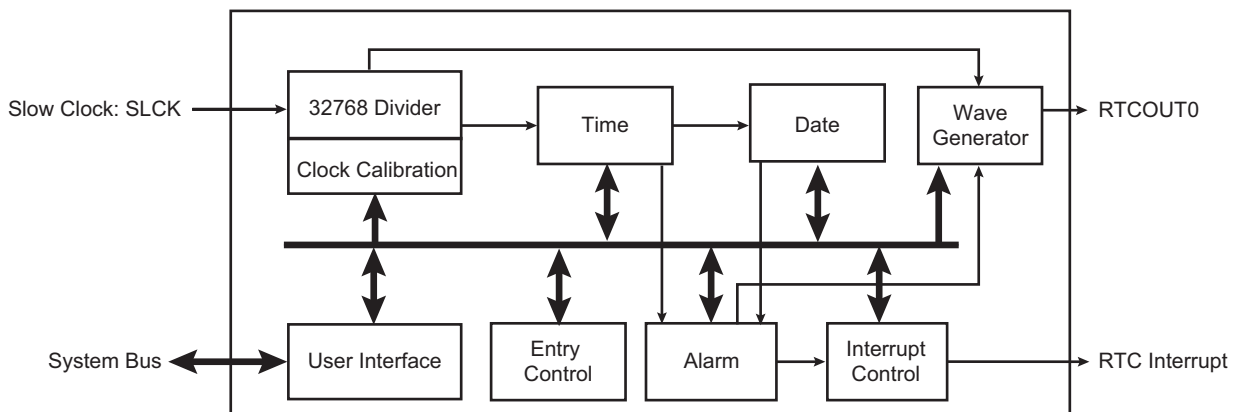 Slow Clock: SLCK
32768 Divider
Clock Calibration
Time
Date
Wave
Generator
RTCOUT0
System Bus
User Interface
Entry
Control
Alarm
Interrupt
Control
RTC Interrupt